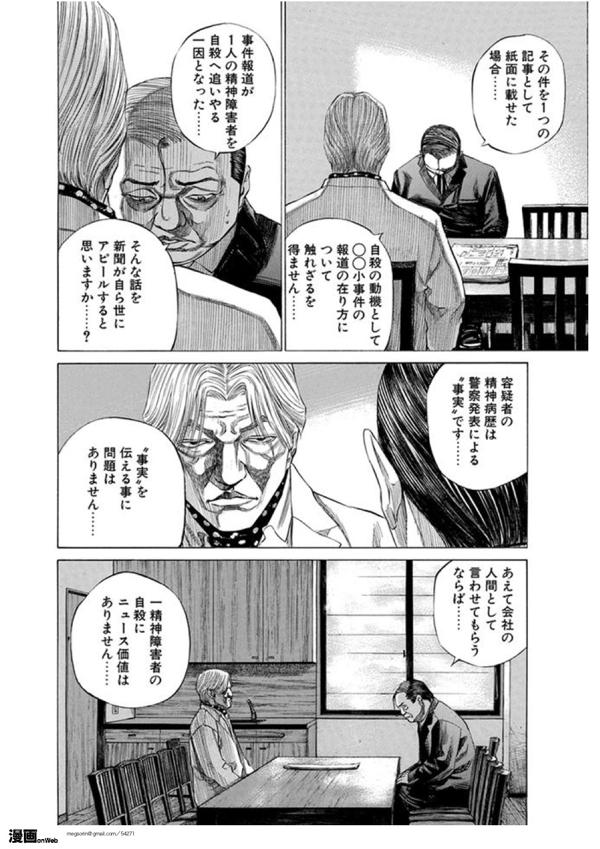 その件を1つの
記事として
紙面に載せた
場合……
自殺の動機として
〇〇小事件の
報道の在り方に
ついて
触れざるを
得ません……
事件報道が
1人の精神障害者を
自殺へ追いやる
一因となった……
そんな話を
新聞が自ら世に
アピールすると
思いますか……?
容疑者の
精神病歴は
警察発表による
〝事実〟です……
〝事実〟を
伝える事に
問題は
ありません……
あえて会社の
人間として
言わせてもらう
ならば……
一精神障害者の
自殺に
ニュース価値は
ありません……
漫画onWeb
megaorin@gmail.com/54271